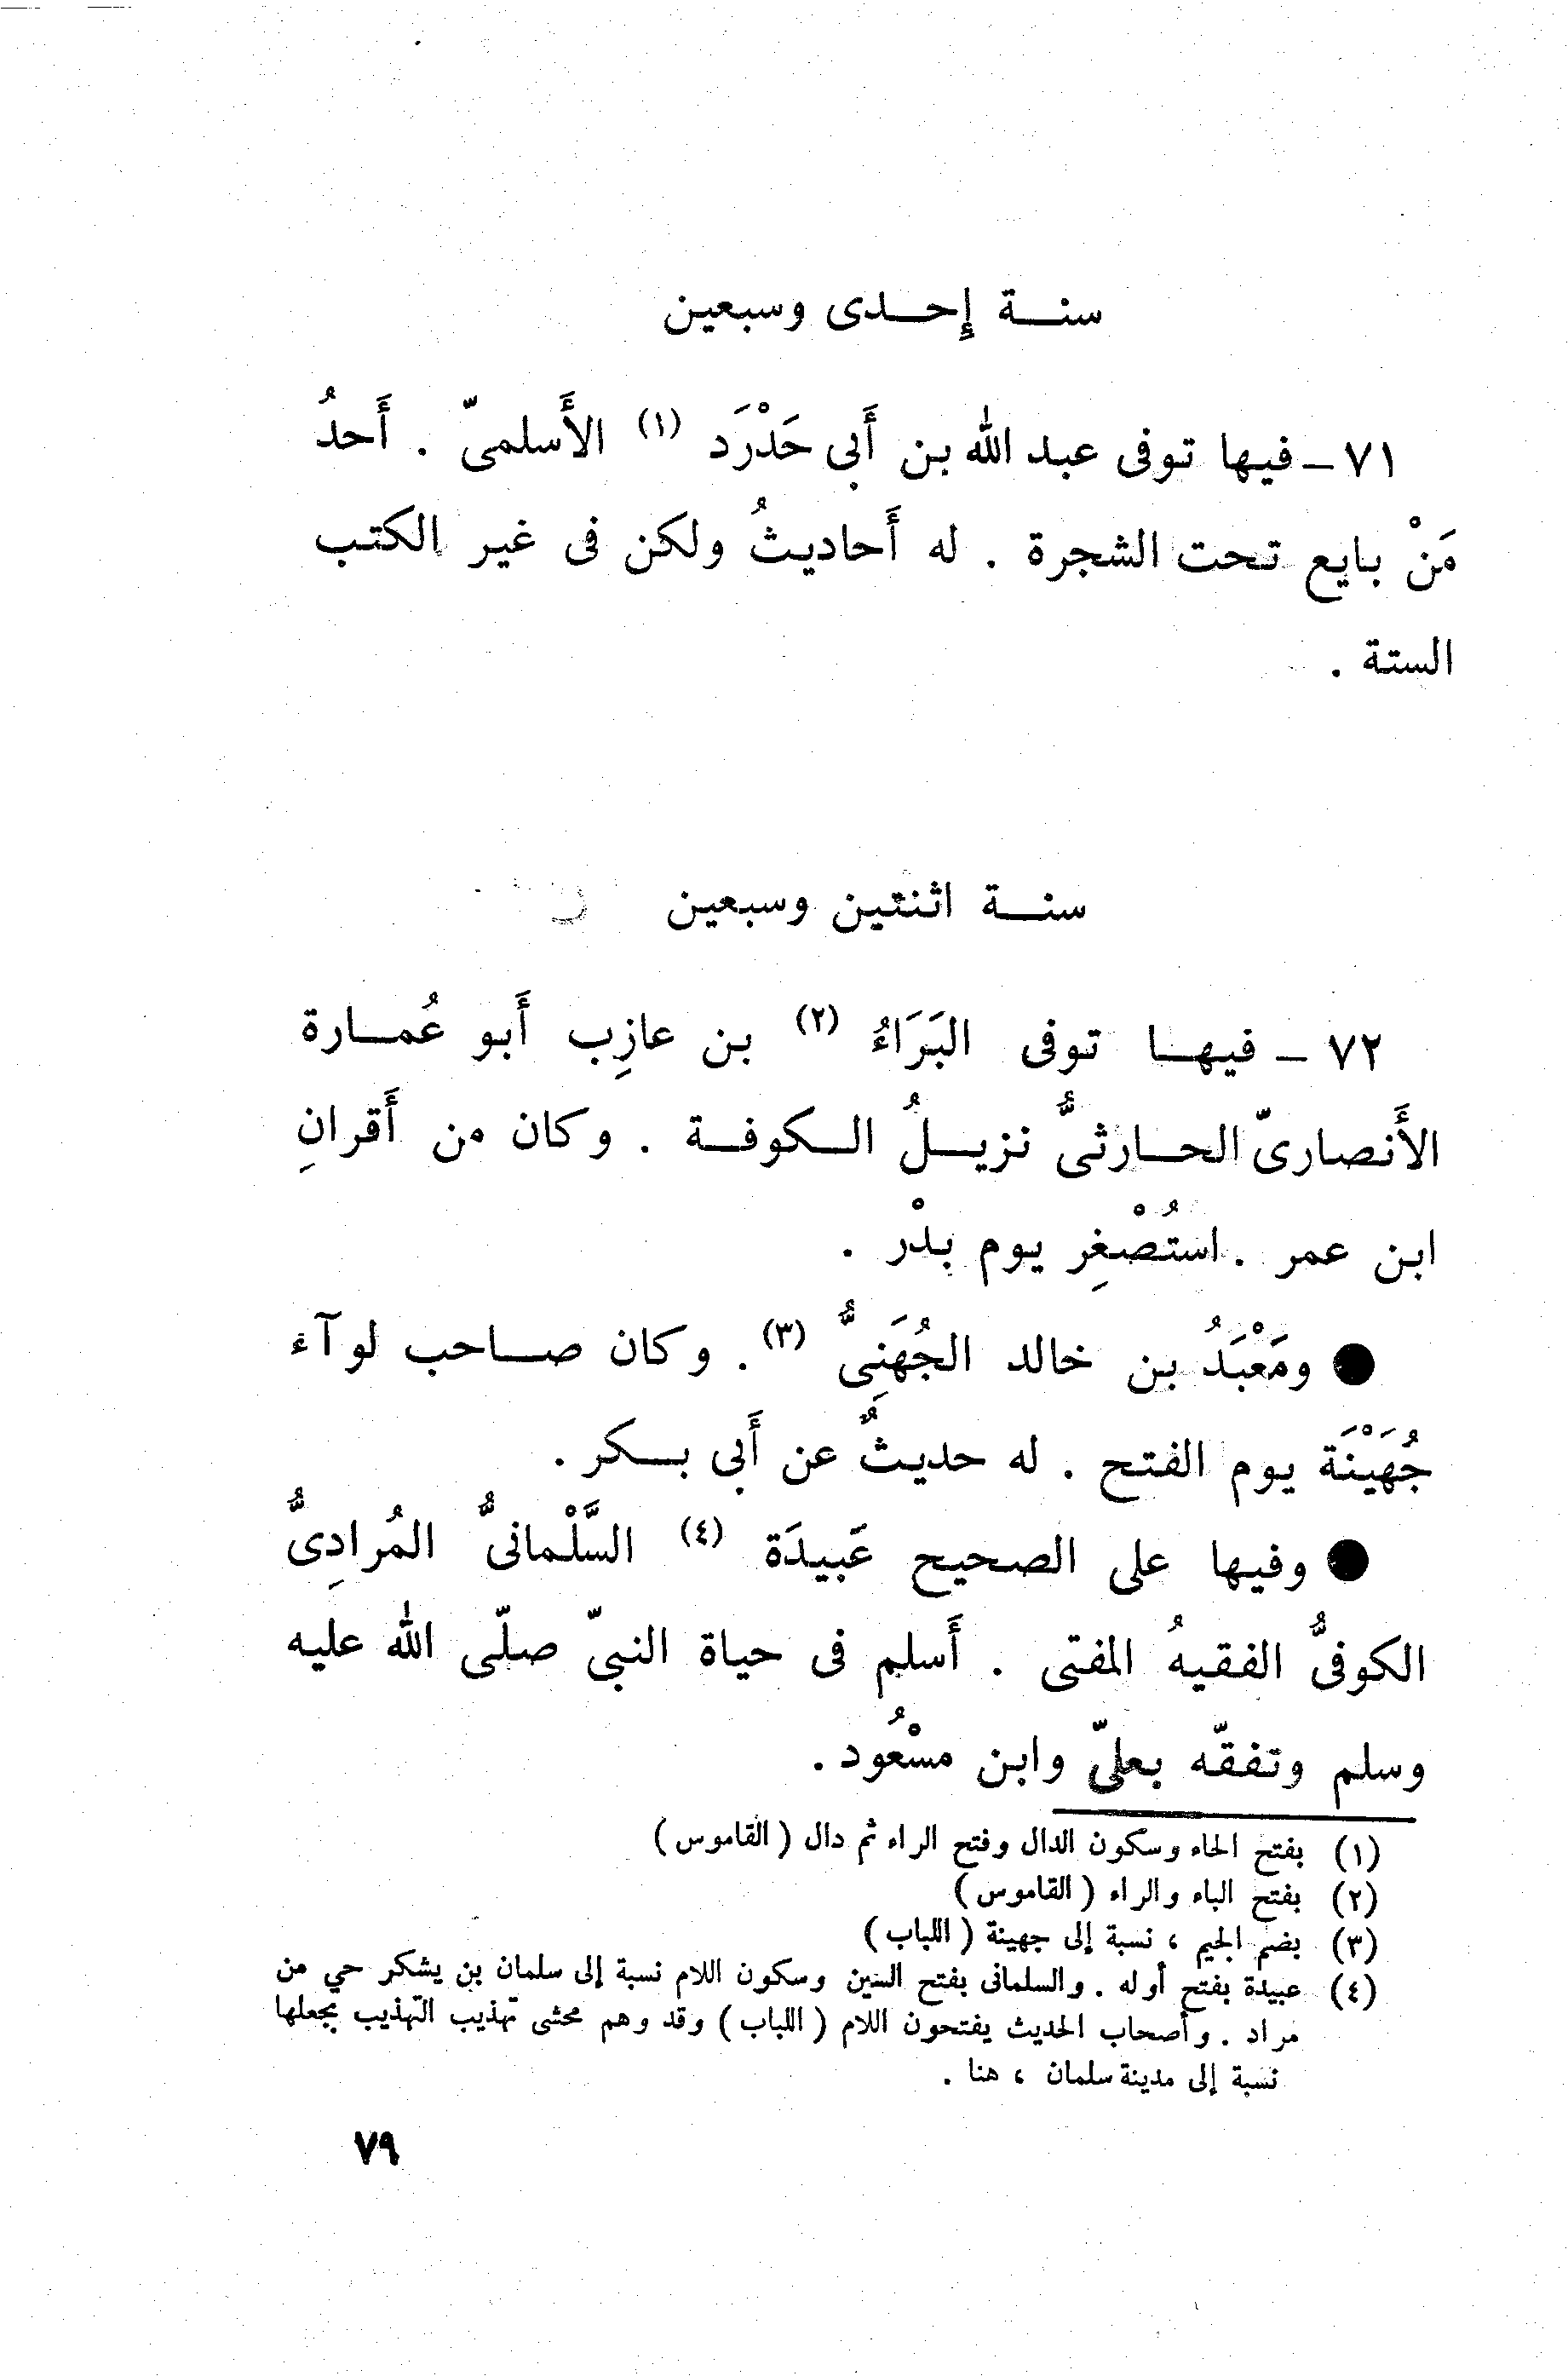 سنة إحدى وسبعين
٧١ – فيها توفى عبد الله بن أَبى حَدْرَد (١) الأَسلمىّ . أَحدُ
مَنْ بايع تحت الشجرة . له أَحاديثُ ولكن فى غير الكتب
الستة .
سنة اثنتين وسبعين
٧٢ – فيها توفى البَرَاءُ (٢) بن عازِب أَبو عُمارة
الأَنصارىّ الحارثىُّ نزيلُ الكوفة . وكان من أَقرانِ
ابن عمر . استُصْغِر يوم بدْر .
● ومَعْبَدُ بن خالد الجُهَنِىُّ (٣) . وكان صاحب لوآء
جُهَيْنَة يوم الفتح . له حديثٌ عن أَبى بكر .
● وفيها على الصحيح عَبيدَة (٤) السَّلْمانىُّ المُرادِىُّ
الكوفىُّ الفقيهُ المفتى . أَسلم فى حياة النبىّ صلّى الله عليه
وسلم وتفقّه بعلىّ وابن مسْعُود .
(١) بفتح الحاء وسكون الدال وفتح الراء ثم دال ( القاموس )
(٢) بفتح الباء والراء ( القاموس )
(٣) بضم الجيم ، نسبة إلى جهينة ( اللباب )
(٤) عبيدة بفتح أوله . والسلمانى بفتح السين وسكون اللام نسبة إلى سلمان بن يشكر حي من
مراد . وأصحاب الحديث يفتحون اللام ( اللباب ) وقد وهم محشى تهذيب التهذيب بجعلها
نسبة إلى مدينة سلمان ، هنا .
٧٩